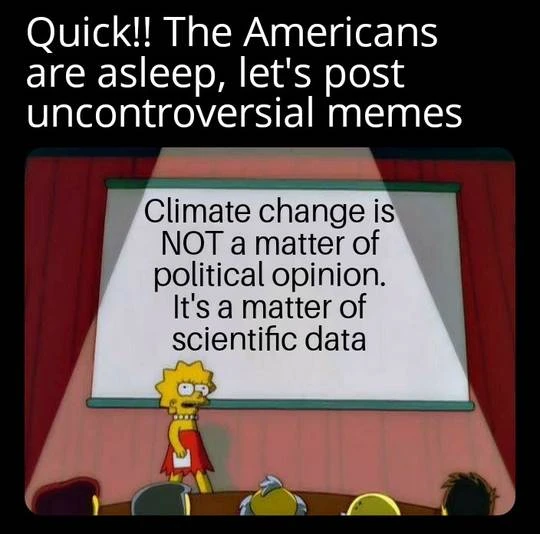 Quick!! The Americans
are asleep, let's post
uncontroversial memes
Climate change is
NOT a matter of
political opinion.
It's a matter of
scientific data